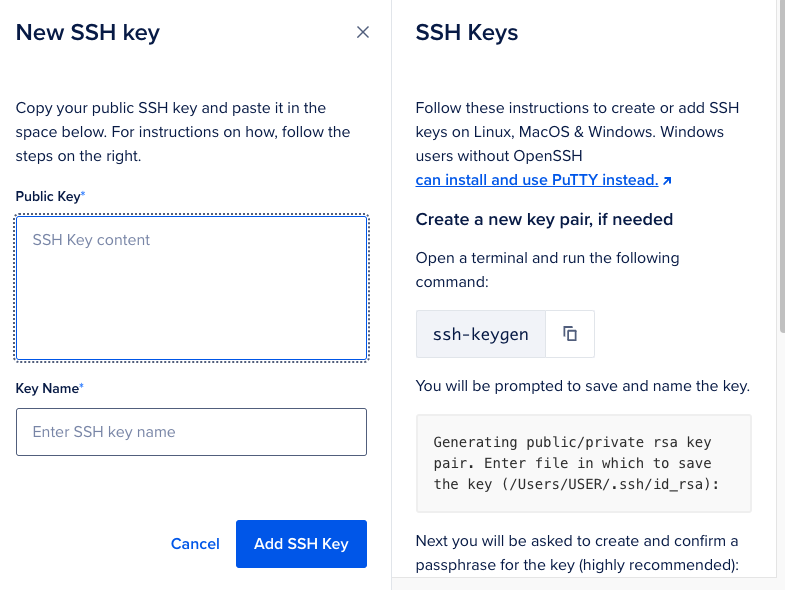 New SSH key
Copy your public SSH key and paste it in the
space below. For instructions on how, follow the
steps on the right.
Public Key*
SSH Key content
Key Name*
Enter SSH key name
Cancel
Add SSH Key
SSH Keys
Follow these instructions to create or add SSH
keys on Linux, MacOS & Windows. Windows
users without OpenSSH
can install and use PuTTY instead.
Create a new key pair, if needed
Open a terminal and run the following
command:
ssh-keygen
You will be prompted to save and name the key.
Generating public/private rsa key
pair. Enter file in which to save
the key (/Users/USER/.ssh/id_rsa):
Next you will be asked to create and confirm a
passphrase for the key (highly recommended):